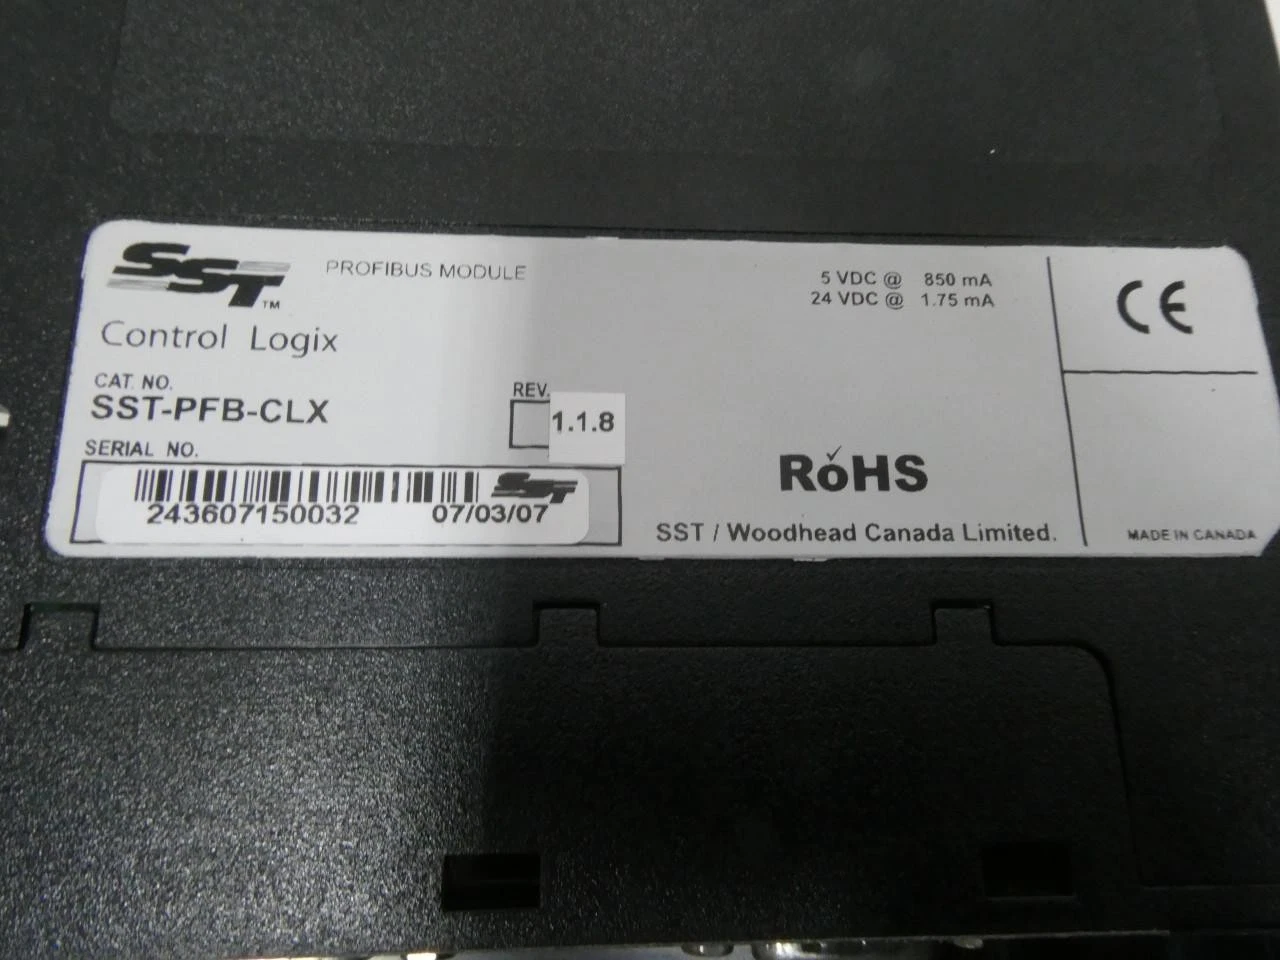 SST™
PROFIBUS MODULE
Control Logix
CAT. NO.
SST-PFB-CLX
REV.
1.1.8
SERIAL NO.
SST
243607150032 07/03/07
5 VDC @ 850 mA
24 VDC @ 1.75 mA
RoHS
SST / Woodhead Canada Limited.
CE
MADE IN CANADA